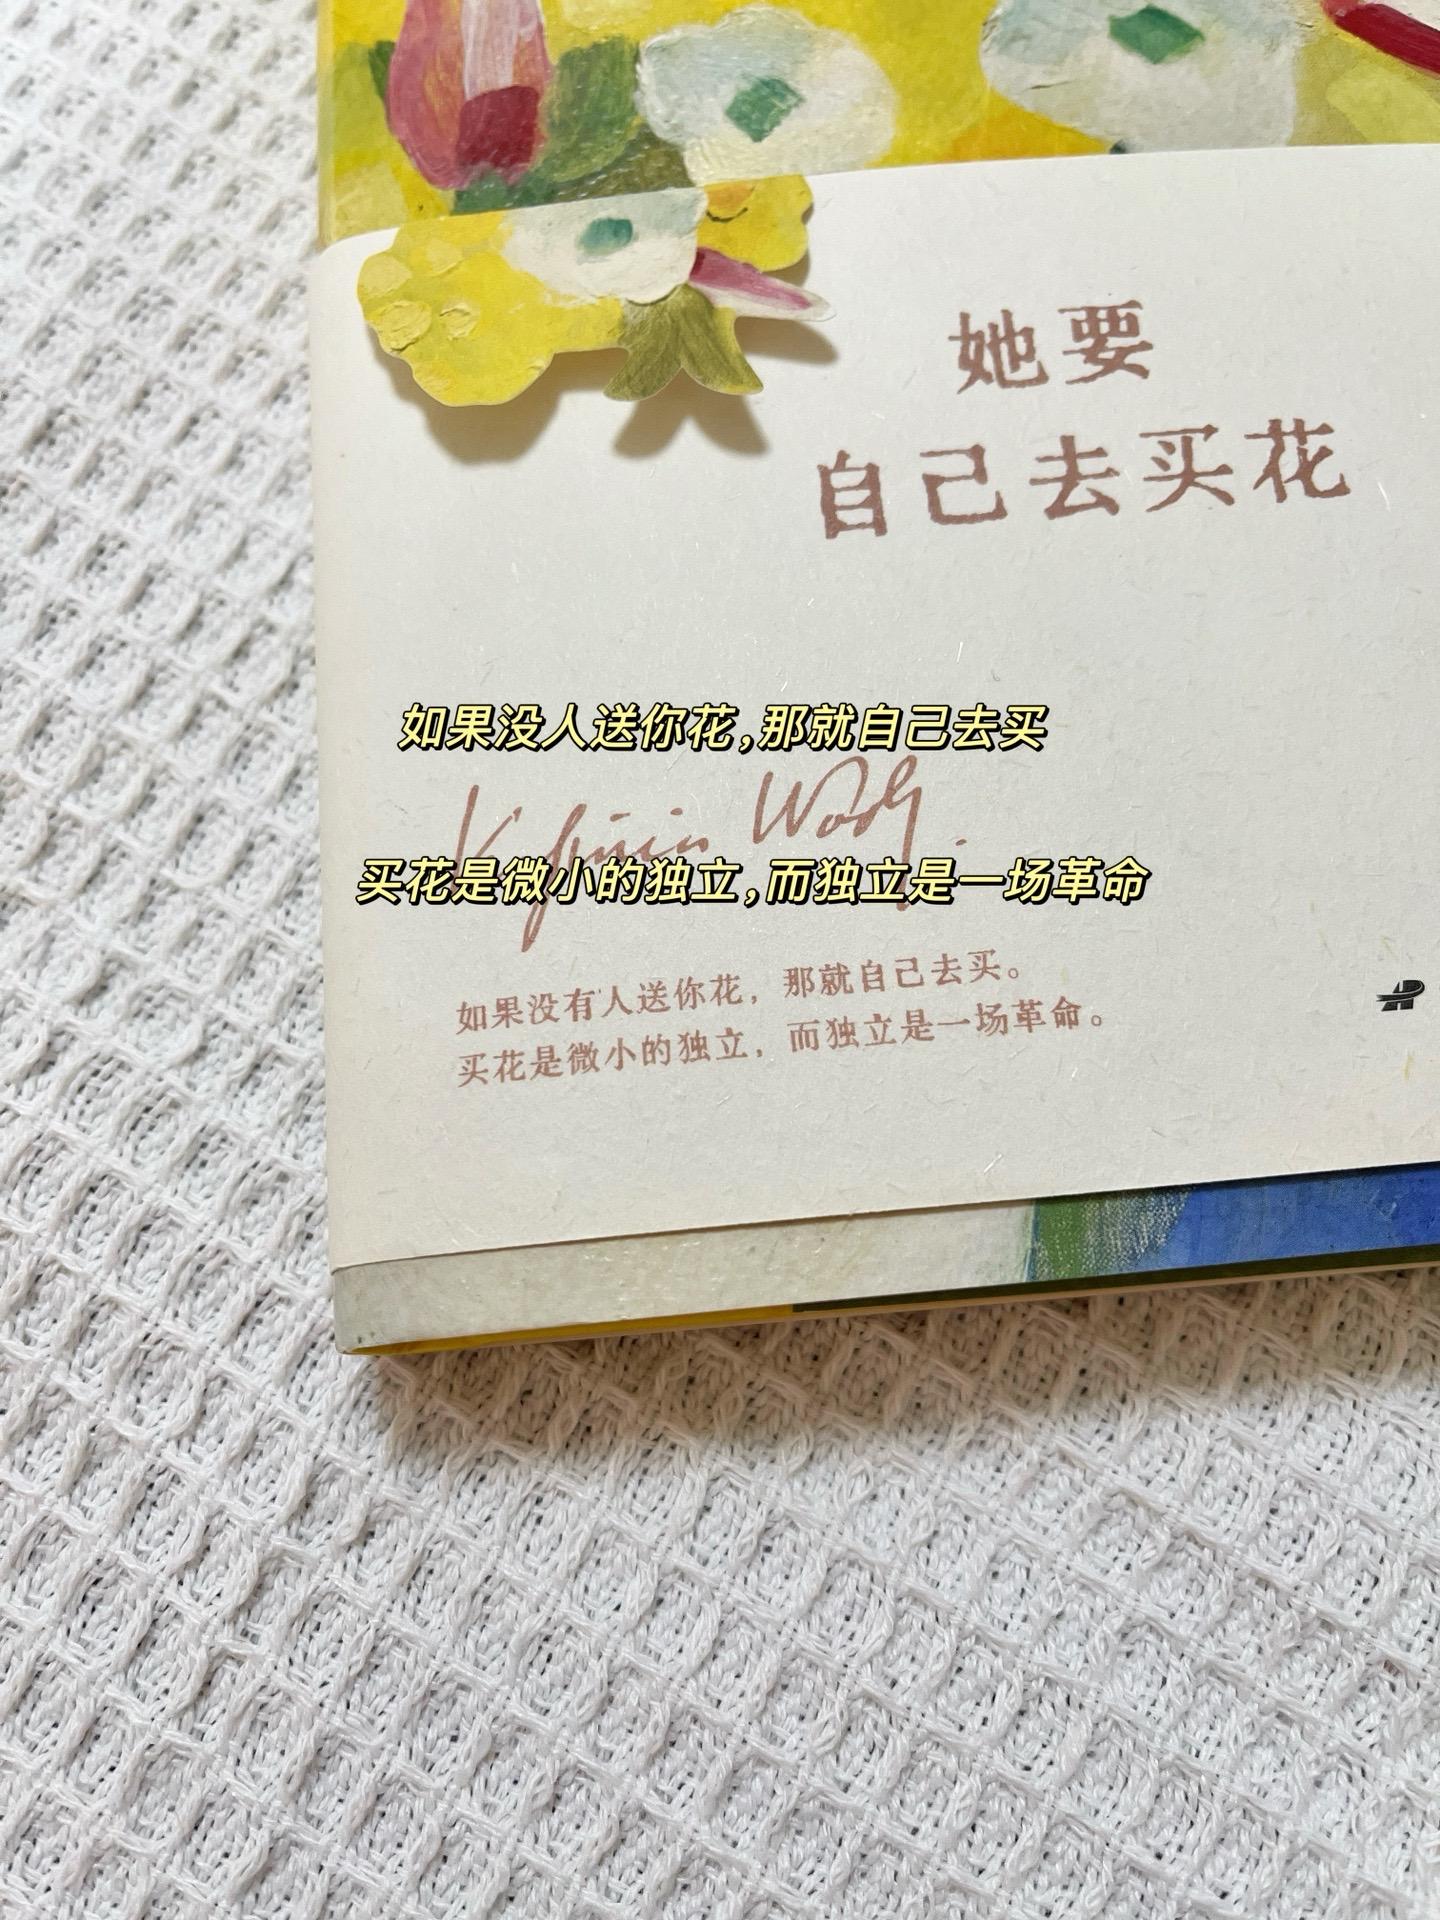 她要
自己去买花
如果没人送你花,那就自己去买
Virginia Woolf.
买花是微小的独立,而独立是一场革命
如果没有人送你花，那就自己去买。
买花是微小的独立，而独立是一场革命。